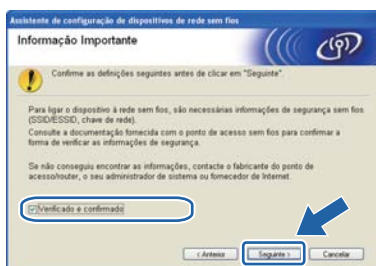 Assistente de configuração de dispositivos de rede sem fios
Informação Importante
Confirme as definições seguintes antes de clicar em "Seguinte".
Para ligar o dispositivo à rede sem fios, são necessárias informações de segurança sem fios
(SSID/ESSID, chave de rede).
Consulte a documentação fornecida com o ponto de acesso sem fios para confirmar a
forma de verificar as informações de segurança.
Se não conseguiu encontrar as informações, contacte o fabricante do ponto de
acesso/router, o seu administrador de sistema ou fornecedor de Internet.
Verificado e confirmado
< Anterior
Seguinte >
Cancelar